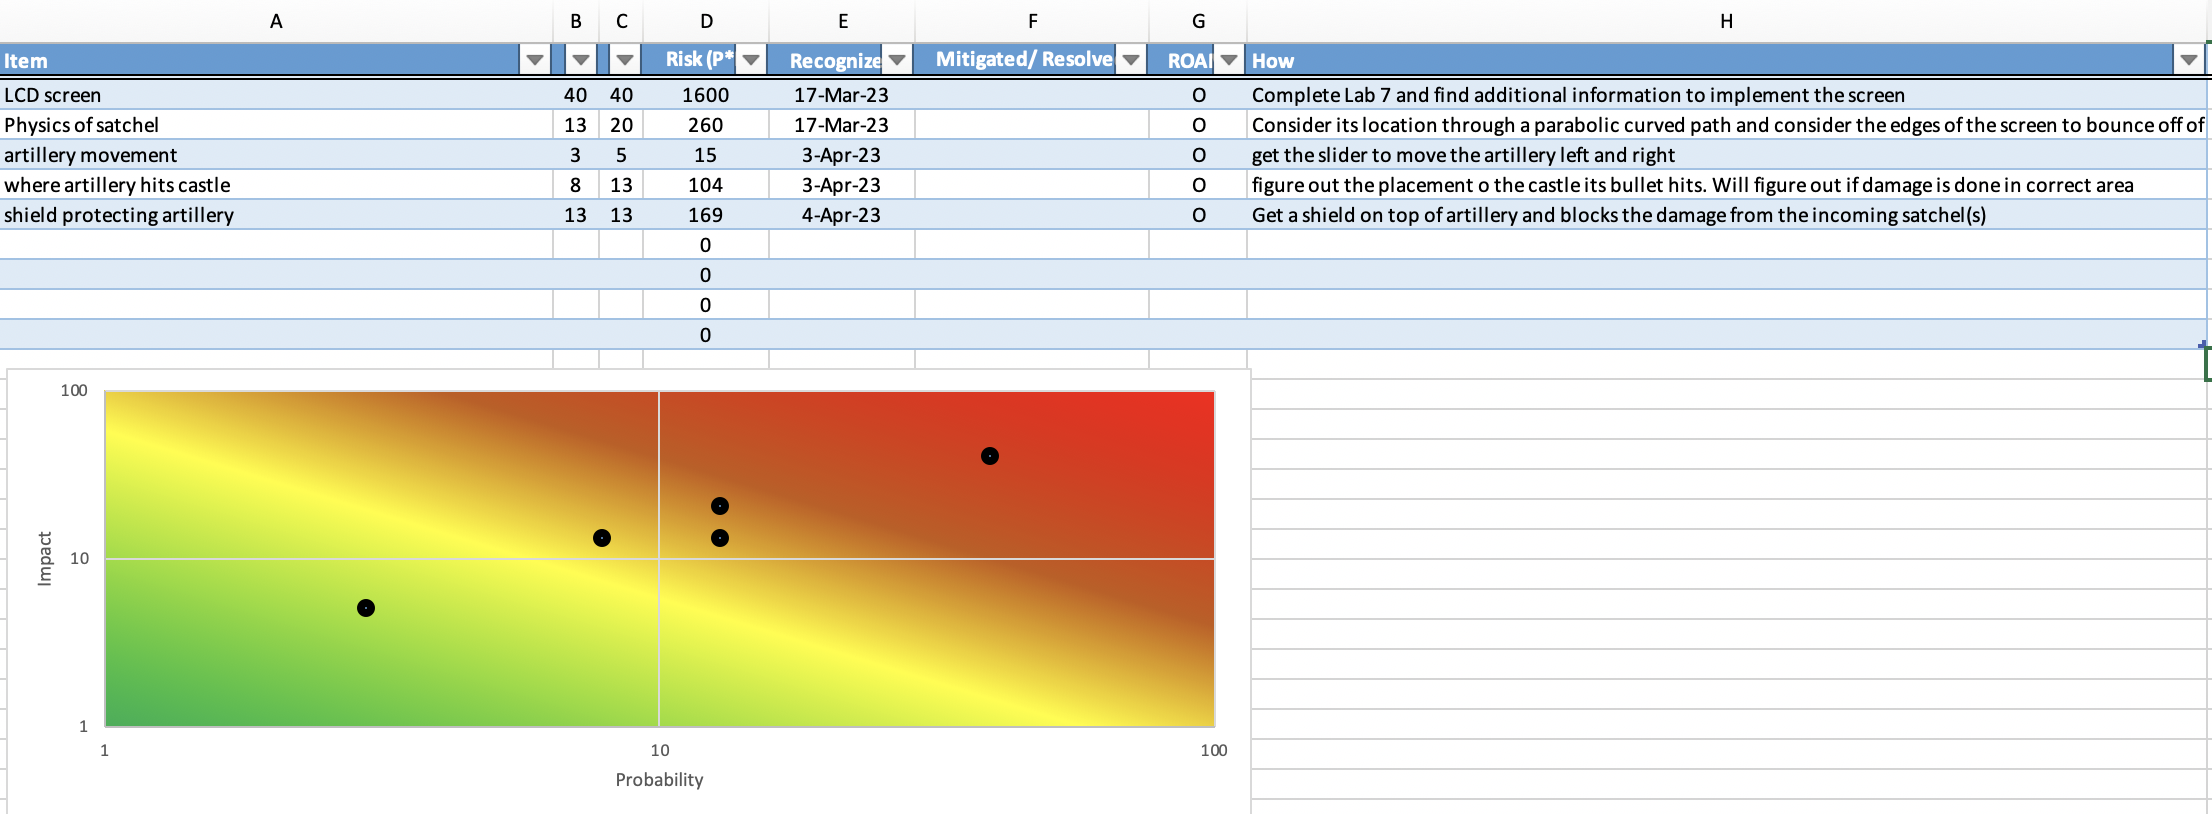 A B C D E F G H
Item Risk (P* Recognize Mitigated/ Resolve ROA How
LCD screen 40 40 1600 17-Mar-23 O Complete Lab 7 and find additional information to implement the screen
Physics of satchel 13 20 260 17-Mar-23 O Consider its location through a parabolic curved path and consider the edges of the screen to bounce off of
artillery movement 3 5 15 3-Apr-23 O get the slider to move the artillery left and right
where artillery hits castle 8 13 104 3-Apr-23 O figure out the placement o the castle its bullet hits. Will figure out if damage is done in correct area
shield protecting artillery 13 13 169 4-Apr-23 O Get a shield on top of artillery and blocks the damage from the incoming satchel(s)
0
0
0
0
100
10
1
Impact
1 10 100
Probability